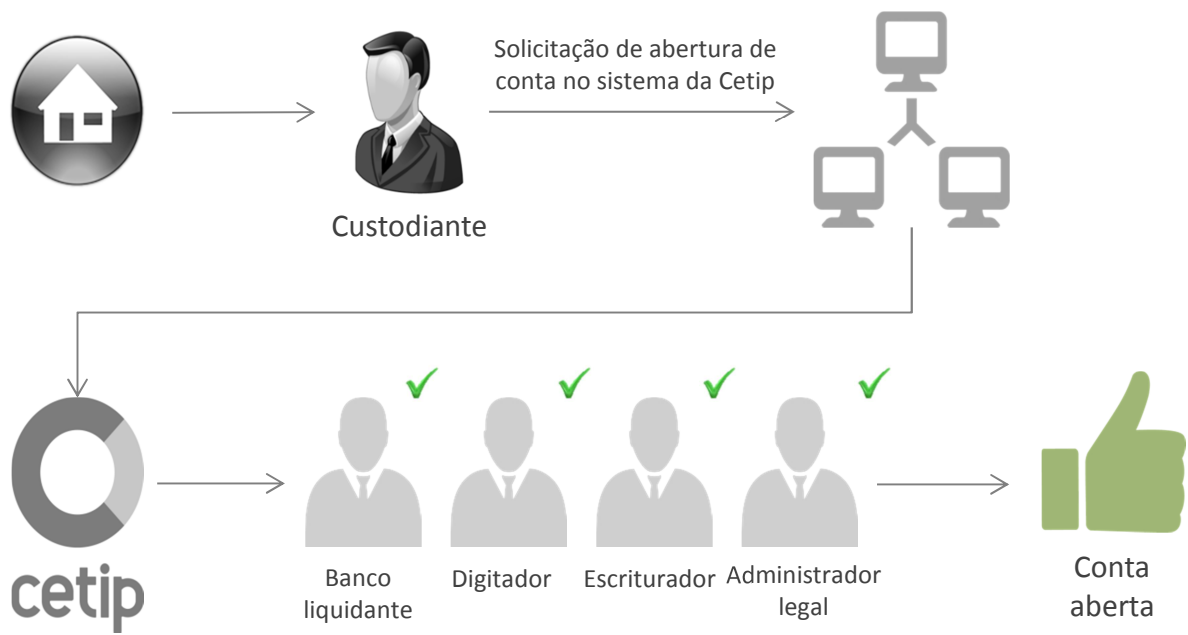 Solicitação de abertura de
conta no sistema da Cetip
Custodiante
cetip
Banco
liquidante
Digitador
Escriturador
Administrador
legal
Conta
aberta